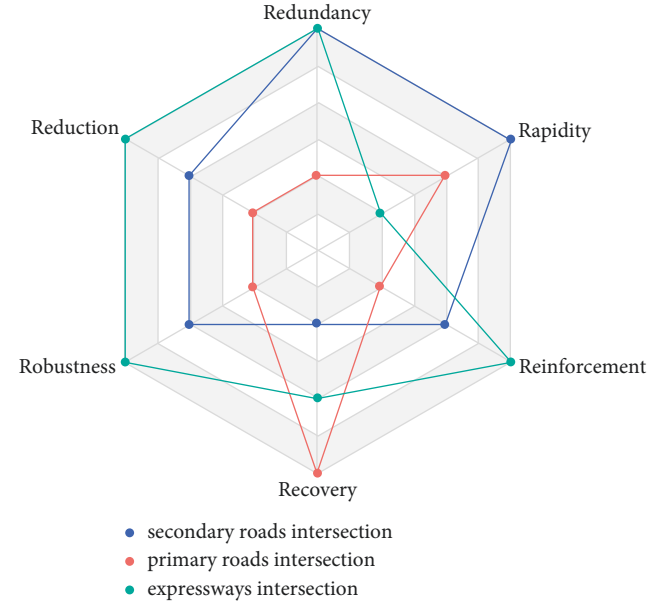 Redundancy
Reduction
Rapidity
Robustness
Reinforcement
Recovery
secondary roads intersection
primary roads intersection
expressways intersection